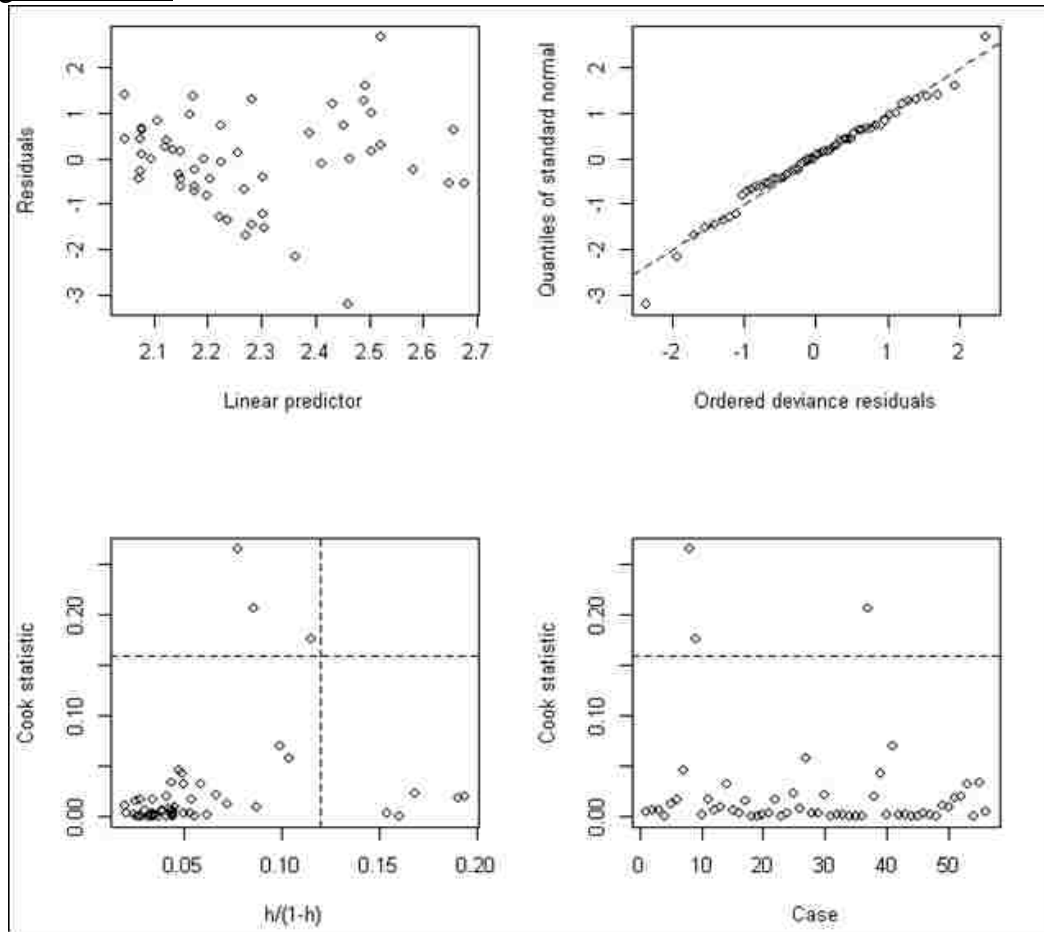 Residuals
2
1
0
-1
-2
-3
2.1 2.2 2.3 2.4 2.5 2.6 2.7
Linear predictor
Quantiles of standard normal
2
1
0
-1
-2
-3
-2 -1 0 1 2
Ordered deviance residuals
Cook statistic
0.20
0.10
0.00
0.05 0.10 0.15 0.20
h/(1-h)
Cook statistic
0.20
0.10
0.00
0 10 20 30 40 50
Case